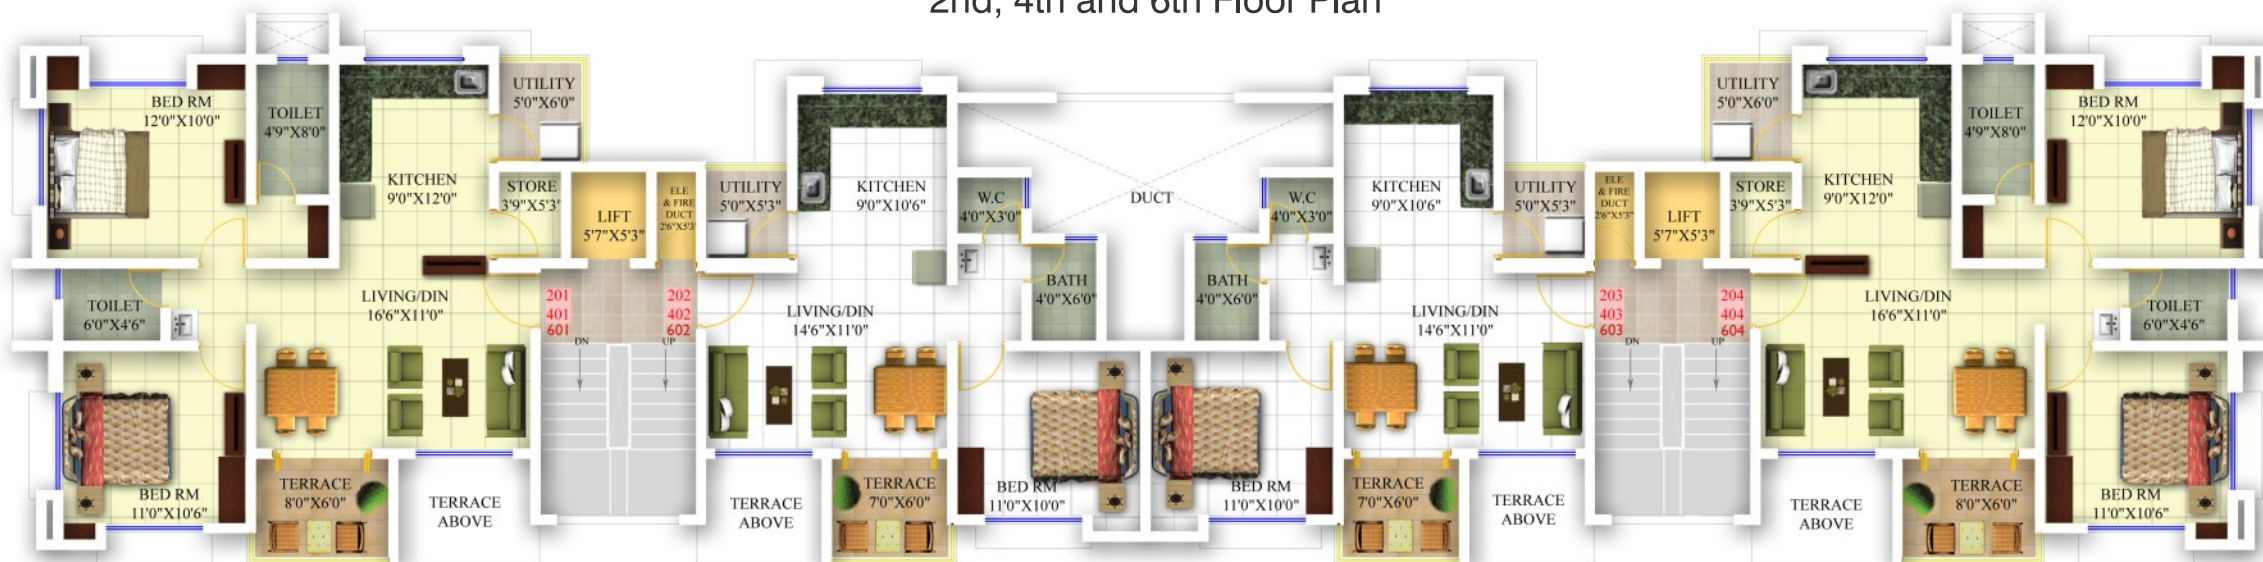 2nd, 4th and 6th Floor Plan
BED RM
12'0"X10'0"
TOILET
4'9"X8'0"
KITCHEN
9'0"X12'0"
UTILITY
5'0"X6'0"
STORE
3'9"X5'3"
LIFT
5'7"X5'3"
ELE
& FIRE
DUCT
2'6"X5'3"
UTILITY
5'0"X5'3"
KITCHEN
9'0"X10'6"
W.C
4'0"X3'0"
DUCT
W.C
4'0"X3'0"
KITCHEN
9'0"X10'6"
UTILITY
5'0"X5'3"
ELE
& FIRE
DUCT
2'6"X5'3"
LIFT
5'7"X5'3"
STORE
3'9"X5'3"
UTILITY
5'0"X6'0"
KITCHEN
9'0"X12'0"
TOILET
4'9"X8'0"
BED RM
12'0"X10'0"
TOILET
6'0"X4'6"
LIVING/DIN
16'6"X11'0"
201
401
601
202
402
602
DN
UP
LIVING/DIN
14'6"X11'0"
BATH
4'0"X6'0"
BATH
4'0"X6'0"
LIVING/DIN
14'6"X11'0"
203
403
603
204
404
604
DN
UP
LIVING/DIN
16'6"X11'0"
TOILET
6'0"X4'6"
BED RM
11'0"X10'6"
TERRACE
8'0"X6'0"
TERRACE
ABOVE
TERRACE
ABOVE
TERRACE
7'0"X6'0"
BED RM
11'0"X10'0"
BED RM
11'0"X10'0"
TERRACE
7'0"X6'0"
TERRACE
ABOVE
TERRACE
ABOVE
TERRACE
8'0"X6'0"
BED RM
11'0"X10'6"